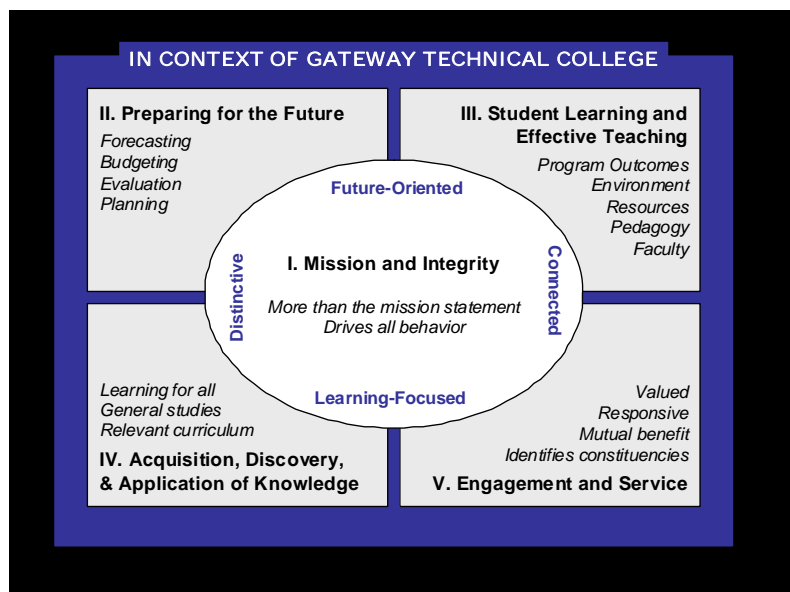 IN CONTEXT OF GATEWAY TECHNICAL COLLEGE
II. Preparing for the Future
Forecasting
Budgeting
Evaluation
Planning
III. Student Learning and
Effective Teaching
Program Outcomes
Environment
Resources
Pedagogy
Faculty
Future-Oriented
Distinctive
I. Mission and Integrity
More than the mission statement
Drives all behavior
Connected
Learning-Focused
Learning for all
General studies
Relevant curriculum
IV. Acquisition, Discovery,
& Application of Knowledge
Valued
Responsive
Mutual benefit
Identifies constituencies
V. Engagement and Service